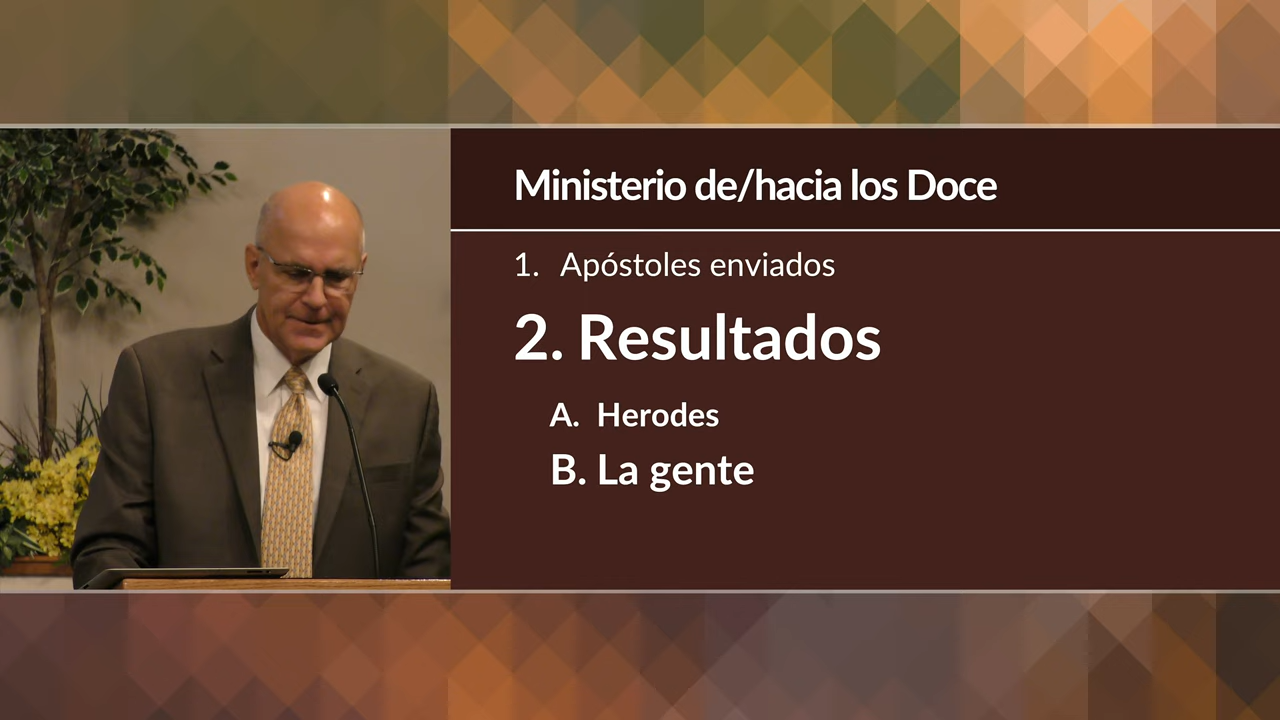 Ministerio de/hacia los Doce
1. Apóstoles enviados
2. Resultados
A. Herodes
B. La gente